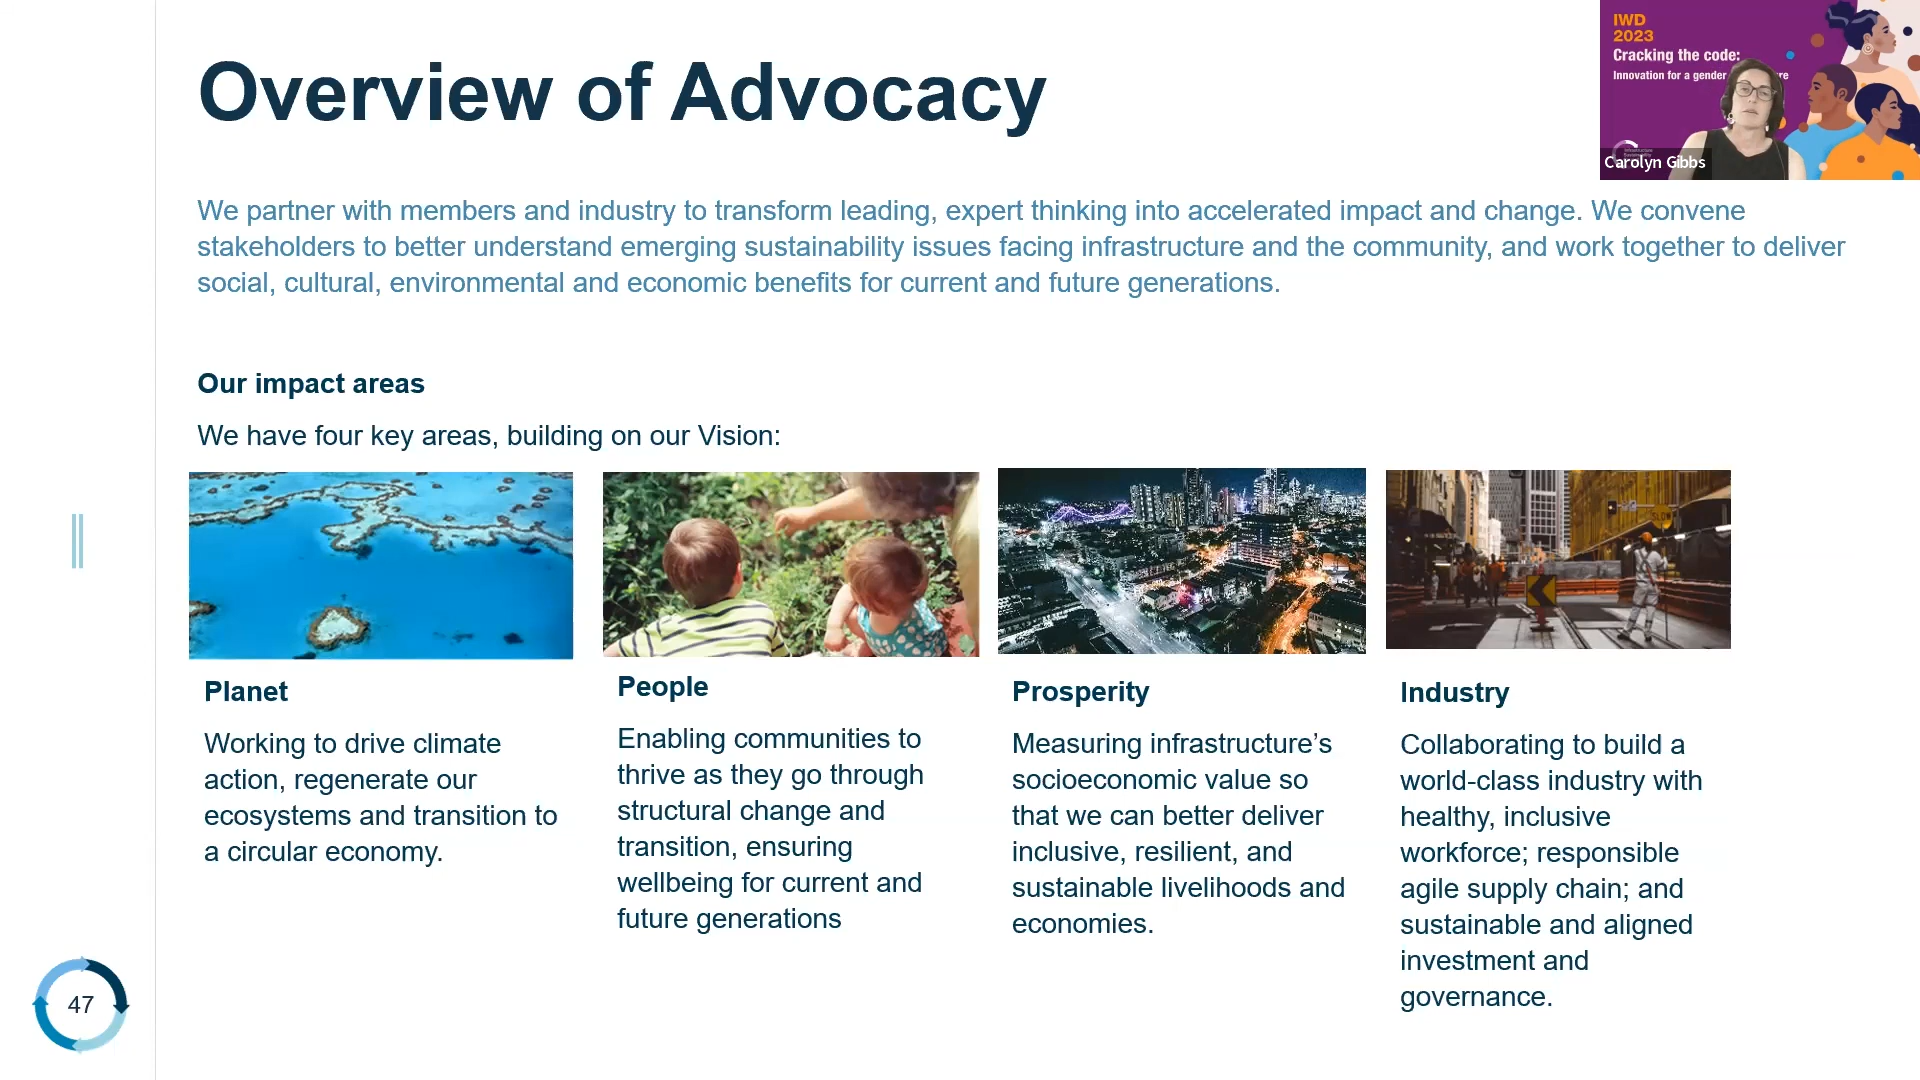 Overview of Advocacy
We partner with members and industry to transform leading, expert thinking into accelerated impact and change. We convene
stakeholders to better understand emerging sustainability issues facing infrastructure and the community, and work together to deliver
social, cultural, environmental and economic benefits for current and future generations.
Our impact areas
We have four key areas, building on our Vision:
Planet
Working to drive climate
action, regenerate our
ecosystems and transition to
a circular economy.
People
Enabling communities to
thrive as they go through
structural change and
transition, ensuring
wellbeing for current and
future generations
Prosperity
Measuring infrastructure’s
socioeconomic value so
that we can better deliver
inclusive, resilient, and
sustainable livelihoods and
economies.
SLOW
Industry
Collaborating to build a
world-class industry with
healthy, inclusive
workforce; responsible
agile supply chain; and
sustainable and aligned
investment and
governance.
47
IWD
2023
Cracking the code:
Innovation for a gender
Carolyn Gibbs